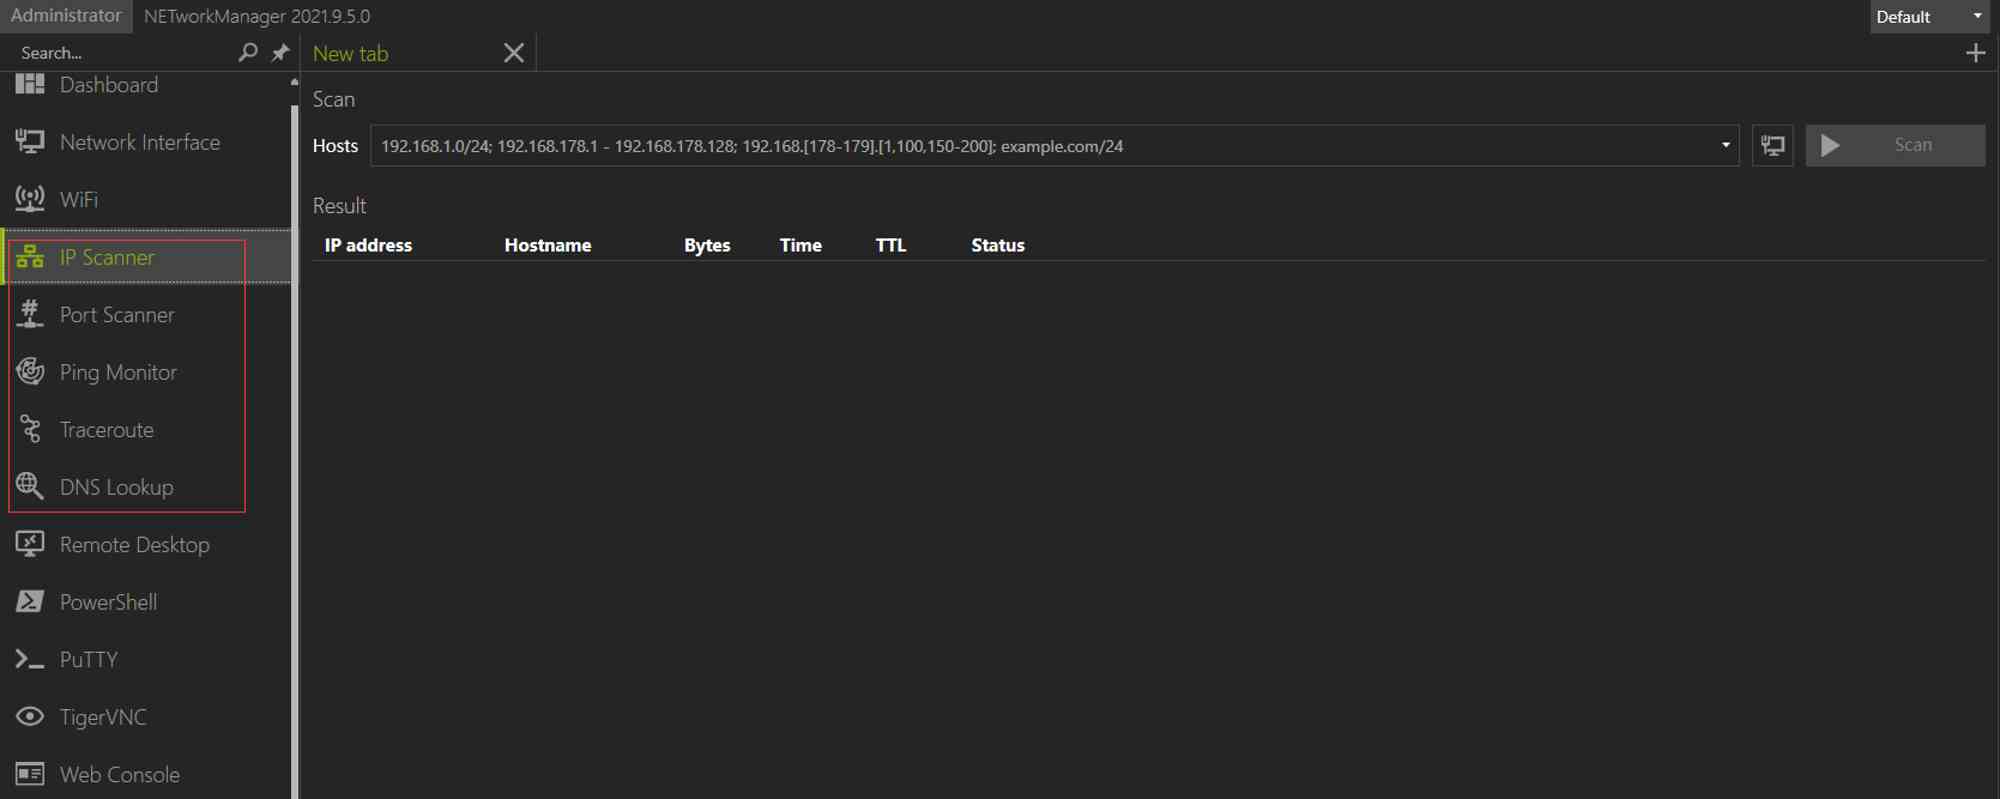 Administrator NETworkManager 2021.9.5.0 Default
Search...
New tab
Dashboard
Network Interface
WiFi
IP Scanner
Port Scanner
Ping Monitor
Traceroute
DNS Lookup
Remote Desktop
PowerShell
PuTTY
TigerVNC
Web Console
Scan
Hosts 192.168.1.0/24; 192.168.178.1 - 192.168.178.128; 192.168.[178-179].[1,100,150-200]; example.com/24 Scan
Result
IP address Hostname Bytes Time TTL Status